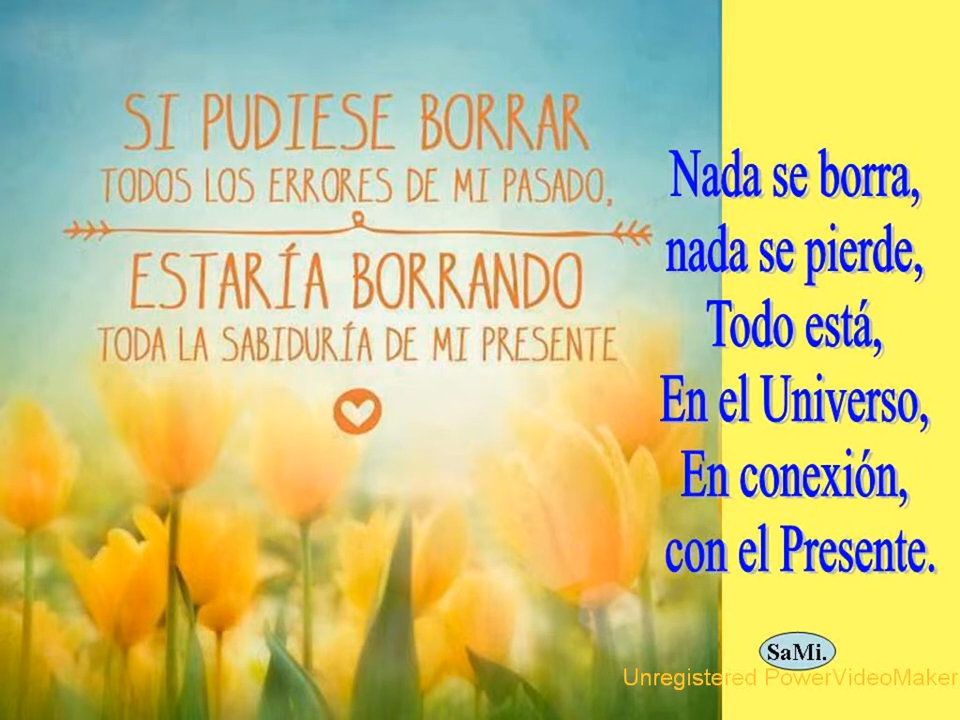 SI PUDIESE BORRAR
TODOS LOS ERRORES DE MI PASADO,
ESTARÍA BORRANDO
TODA LA SABIDURÍA DE MI PRESENTE
Nada se borra,
nada se pierde,
Todo está,
En el Universo,
En conexión,
con el Presente.
SaMi.
Unregistered PowerVideoMaker